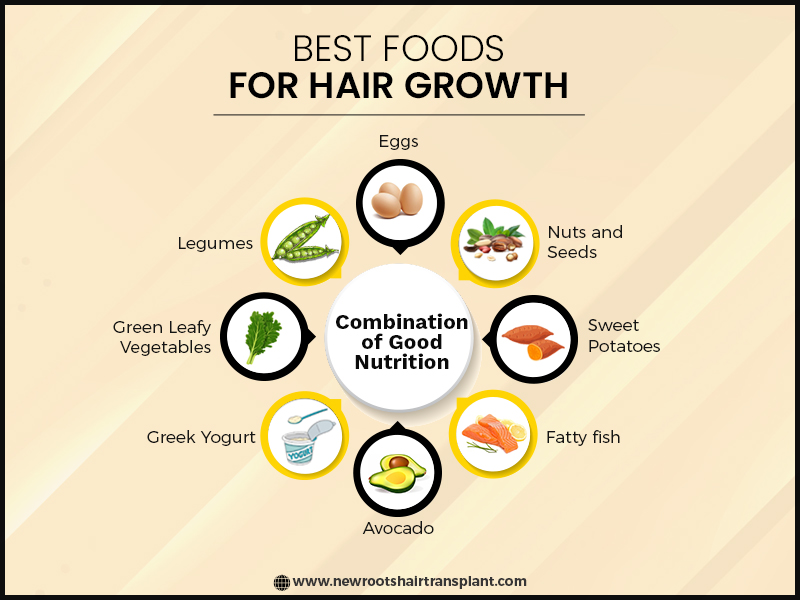 BEST FOODS
FOR HAIR GROWTH
Eggs
Nuts and
Seeds
Sweet
Potatoes
Fatty fish
Avocado
Greek Yogurt
Green Leafy
Vegetables
Legumes
Combination
of Good
Nutrition
YOGURT
www.newrootshairtransplant.com